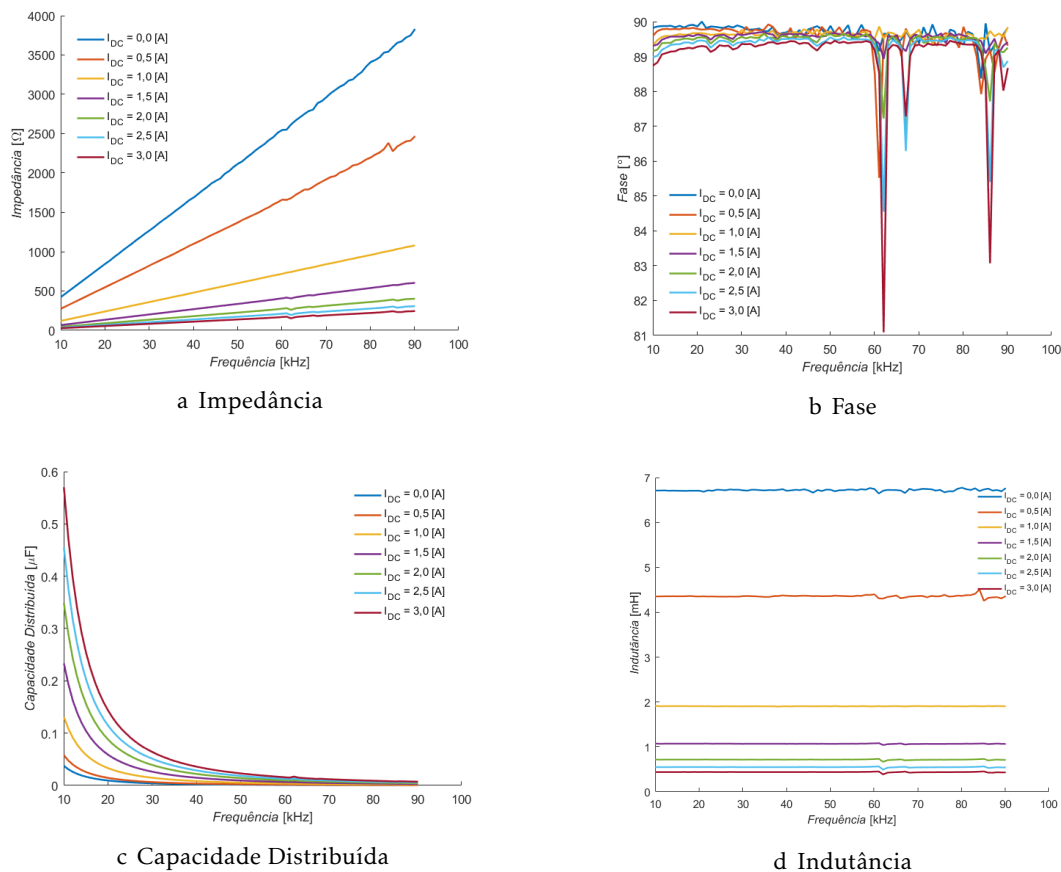 4000
3500
3000
2500
2000
1500
1000
500
0
Impedância [Ω]
I_DC = 0,0 [A]
I_DC = 0,5 [A]
I_DC = 1,0 [A]
I_DC = 1,5 [A]
I_DC = 2,0 [A]
I_DC = 2,5 [A]
I_DC = 3,0 [A]
10 20 30 40 50 60 70 80 90 100
Frequência [kHz]
a Impedância
90
89
88
87
86
85
84
83
82
81
Fase [°]
I_DC = 0,0 [A]
I_DC = 0,5 [A]
I_DC = 1,0 [A]
I_DC = 1,5 [A]
I_DC = 2,0 [A]
I_DC = 2,5 [A]
I_DC = 3,0 [A]
10 20 30 40 50 60 70 80 90 100
Frequência [kHz]
b Fase
0.6
0.5
0.4
0.3
0.2
0.1
0
Capacidade Distribuida [μF]
I_DC = 0,0 [A]
I_DC = 0,5 [A]
I_DC = 1,0 [A]
I_DC = 1,5 [A]
I_DC = 2,0 [A]
I_DC = 2,5 [A]
I_DC = 3,0 [A]
10 20 30 40 50 60 70 80 90 100
Frequência [kHz]
c Capacidade Distribuída
7
6
5
4
3
2
1
0
Indutância [mH]
I_DC = 0,0 [A]
I_DC = 0,5 [A]
I_DC = 1,0 [A]
I_DC = 1,5 [A]
I_DC = 2,0 [A]
I_DC = 2,5 [A]
I_DC = 3,0 [A]
10 20 30 40 50 60 70 80 90 100
Frequência [kHz]
d Indutância